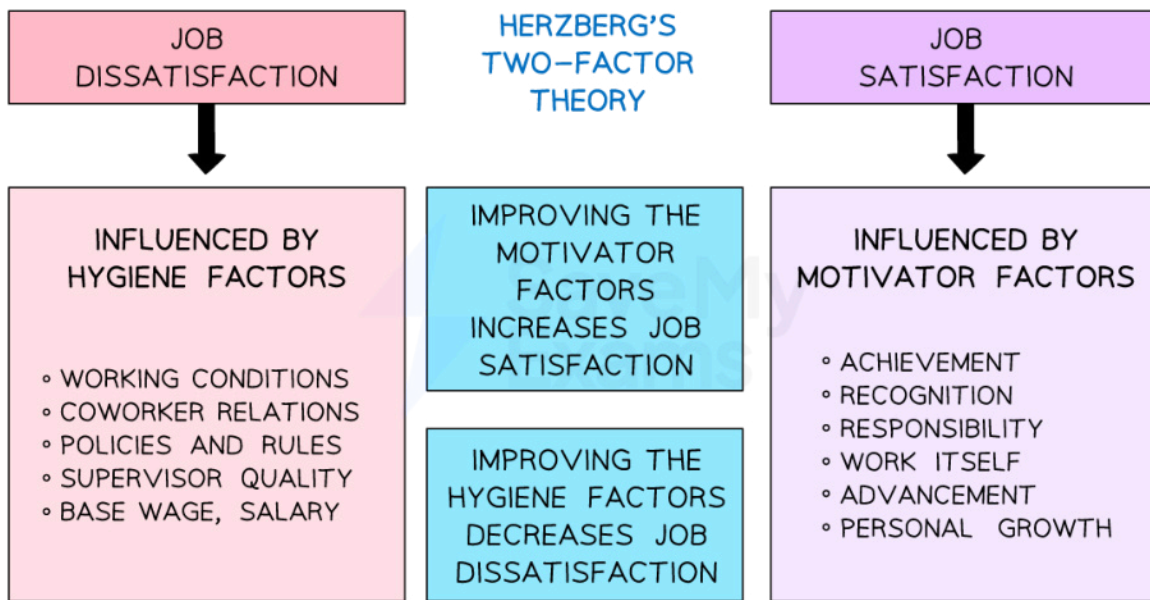 JOB
DISSATISFACTION
HERZBERG'S
TWO-FACTOR
THEORY
JOB
SATISFACTION
INFLUENCED BY
HYGIENE FACTORS
◦ WORKING CONDITIONS
◦ COWORKER RELATIONS
◦ POLICIES AND RULES
◦ SUPERVISOR QUALITY
◦ BASE WAGE, SALARY
IMPROVING THE
MOTIVATOR
FACTORS
INCREASES JOB
SATISFACTION
IMPROVING THE
HYGIENE FACTORS
DECREASES JOB
DISSATISFACTION
INFLUENCED BY
MOTIVATOR FACTORS
◦ ACHIEVEMENT
◦ RECOGNITION
◦ RESPONSIBILITY
◦ WORK ITSELF
◦ ADVANCEMENT
◦ PERSONAL GROWTH
SaveMy
Exams